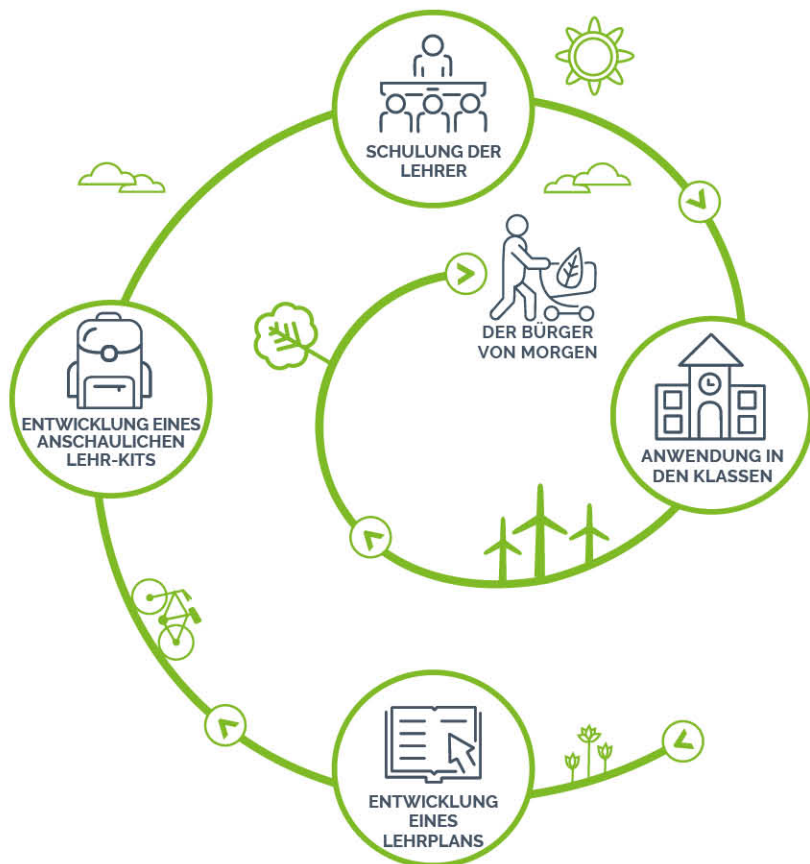 SCHULUNG DER
LEHRER
DER BÜRGER
VON MORGEN
ENTWICKLUNG EINES
ANSCHAULICHEN
LEHR-KITS
ANWENDUNG IN
DEN KLASSEN
ENTWICKLUNG
EINES
LEHRPLANS